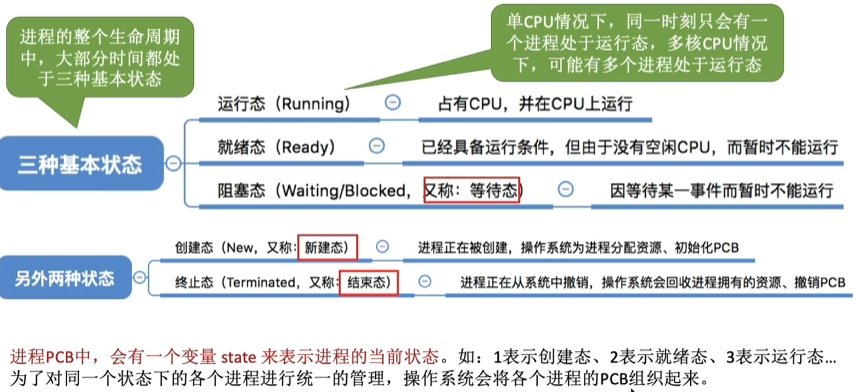 进程的整个生命周期
中，大部分时间都处
于三种基本状态
单CPU情况下，同一时刻只会有一
个进程处于运行态，多核CPU情况
下，可能有多个进程处于运行态
三种基本状态
运行态（Running） 占有CPU，并在CPU上运行
就绪态（Ready） 已经具备运行条件，但由于没有空闲CPU，而暂时不能运行
阻塞态（Waiting/Blocked，又称：等待态） 因等待某一事件而暂时不能运行
另外两种状态
创建态（New，又称：新建态） 进程正在被创建，操作系统为进程分配资源、初始化PCB
终止态（Terminated，又称：结束态） 进程正在从系统中撤销，操作系统会回收进程拥有的资源、撤销PCB
进程PCB中，会有一个变量 state 来表示进程的当前状态。如：1表示创建态、2表示就绪态、3表示运行态...
为了对同一个状态下的各个进程进行统一的管理，操作系统会将各个进程的PCB组织起来。